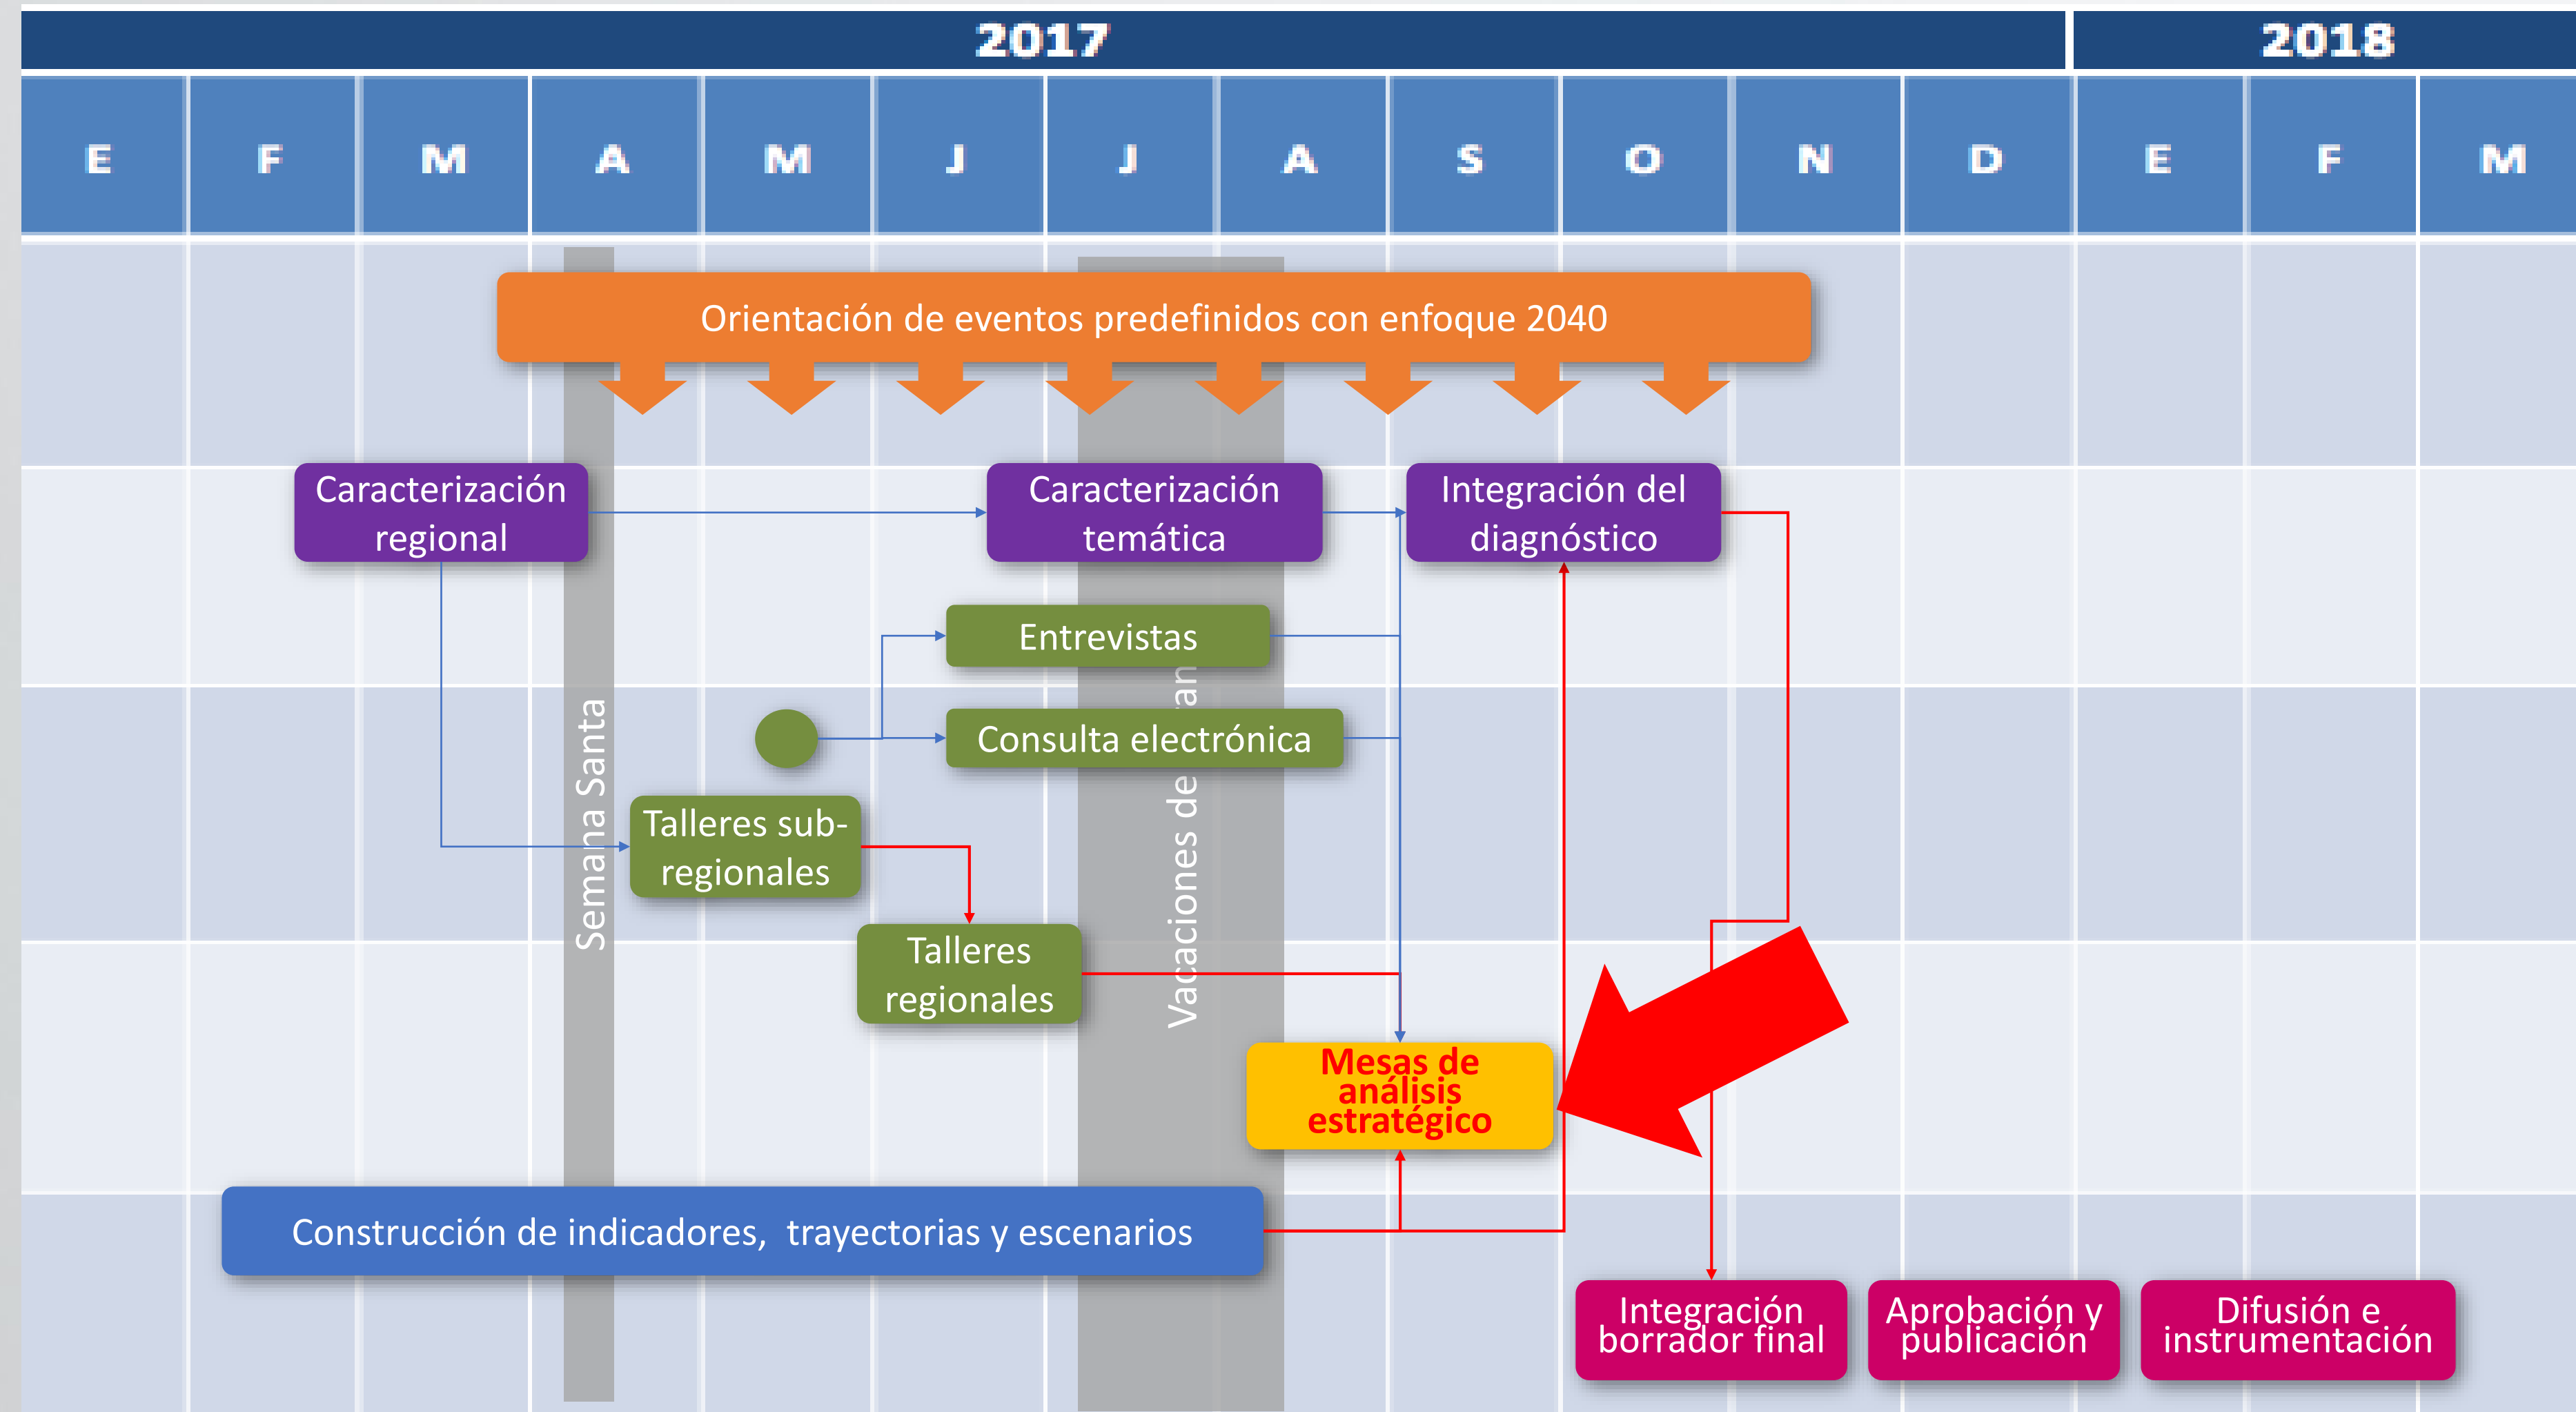 2017
2018
E F M A M J J A S O N D E F M
Orientación de eventos predefinidos con enfoque 2040
Caracterización
regional
Caracterización
temática
Integración del
diagnóstico
Entrevistas
Consulta electrónica
Semana Santa
Vacaciones de
Talleres sub-
regionales
Talleres
regionales
Mesas de
análisis
estratégico
Construcción de indicadores, trayectorias y escenarios
Integración
borrador final
Aprobación y
publicación
Difusión e
instrumentación